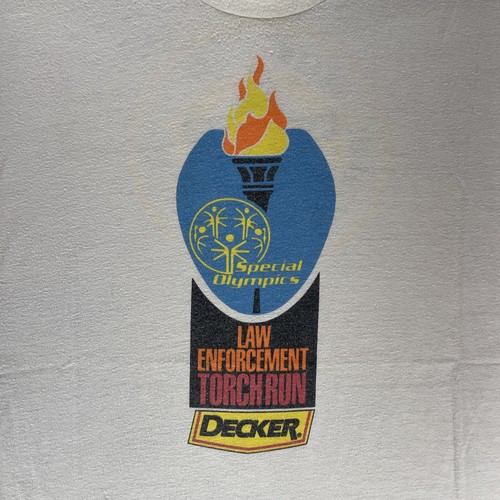 Special
Olympics
LAW
ENFORCEMENT
TORCH RUN
DECKER®